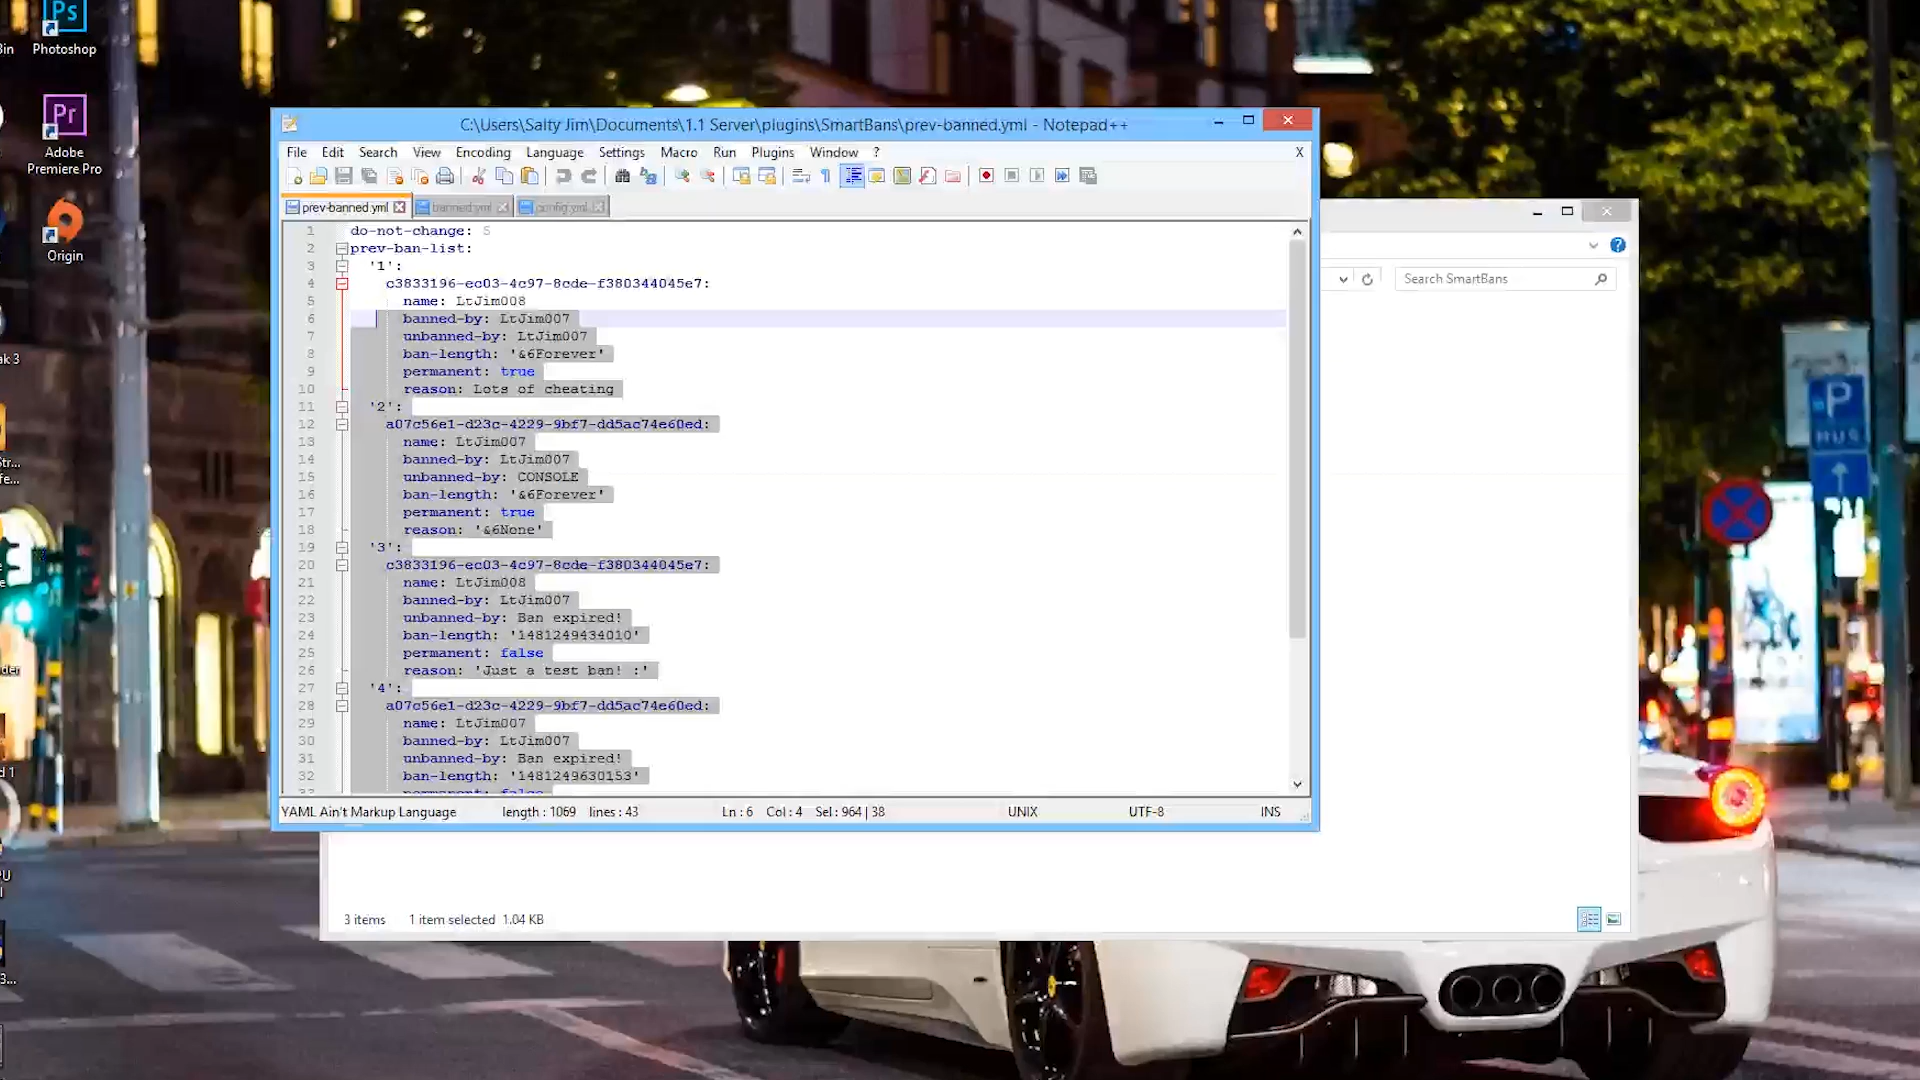 Bin
Photoshop
Adobe
Premiere Pro
Origin
C:\Users\Salty Jim\Documents\1.1 Server\plugins\SmartBans\prev-banned.yml - Notepad++
File Edit Search View Encoding Language Settings Macro Run Plugins Window ? X
prev-banned.yml banned.yml config.yml
1 do-not-change: 5
2 prev-ban-list:
3 '1':
4 c3833196-ec03-4c97-8cde-f380344045e7:
5 name: LtJim008
6 banned-by: LtJim007
7 unbanned-by: LtJim007
8 ban-length: '&6Forever'
9 permanent: true
10 reason: Lots of cheating
11 '2':
12 a07c56e1-d23c-4229-9bf7-dd5ac74e60ed:
13 name: LtJim007
14 banned-by: LtJim007
15 unbanned-by: CONSOLE
16 ban-length: '&6Forever'
17 permanent: true
18 reason: '&6None'
19 '3':
20 c3833196-ec03-4c97-8cde-f380344045e7:
21 name: LtJim008
22 banned-by: LtJim007
23 unbanned-by: Ban expired!
24 ban-length: '1481249434010'
25 permanent: false
26 reason: 'Just a test ban! :'
27 '4':
28 a07c56e1-d23c-4229-9bf7-dd5ac74e60ed:
29 name: LtJim007
30 banned-by: LtJim007
31 unbanned-by: Ban expired!
32 ban-length: '1481249630153'
permanent: false
YAML Ain't Markup Language length : 1069 lines : 43 Ln : 6 Col : 4 Sel : 964 | 38 UNIX UTF-8 INS
Search SmartBans
3 items 1 item selected 1.04 KB
P